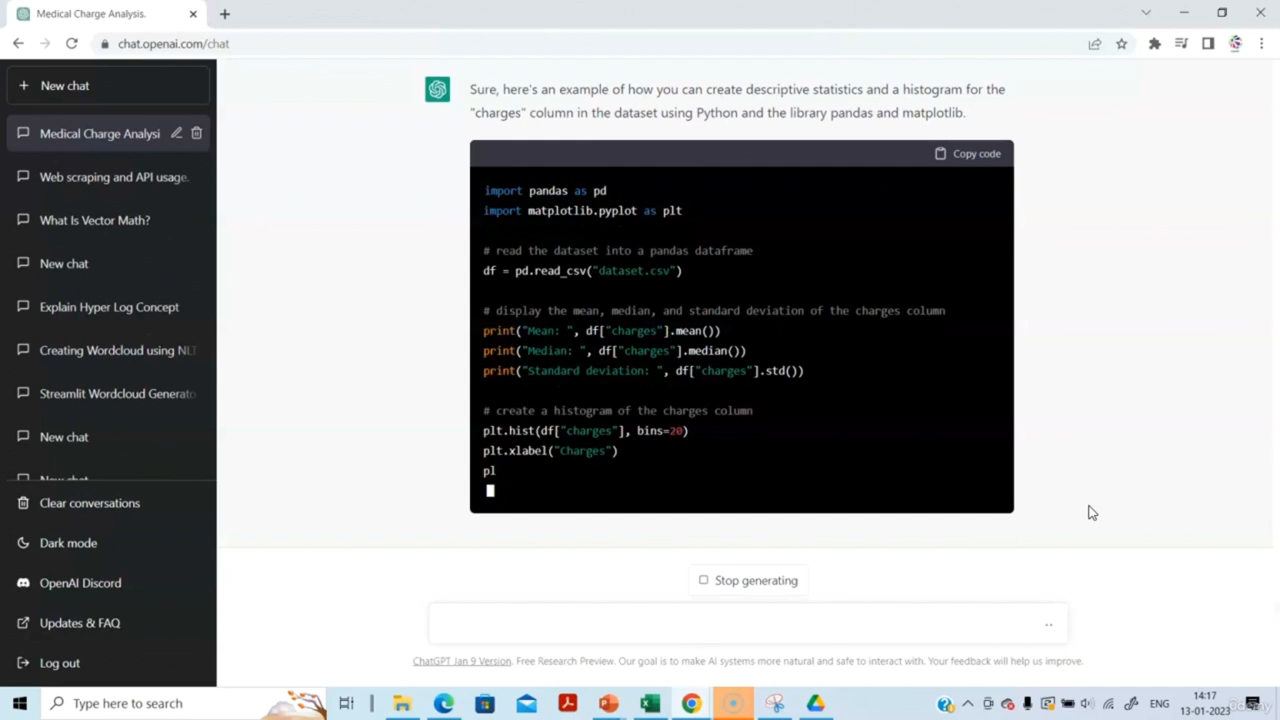 Medical Charge Analysis.
chat.openai.com/chat
New chat
Medical Charge Analysi
Web scraping and API usage.
What Is Vector Math?
New chat
Explain Hyper Log Concept
Creating Wordcloud using NLT
Streamlit Wordcloud Generato
New chat
New chat
Clear conversations
Dark mode
OpenAI Discord
Updates & FAQ
Log out
Sure, here's an example of how you can create descriptive statistics and a histogram for the
"charges" column in the dataset using Python and the library pandas and matplotlib.
Copy code
import pandas as pd
import matplotlib.pyplot as plt
# read the dataset into a pandas dataframe
df = pd.read_csv("dataset.csv")
# display the mean, median, and standard deviation of the charges column
print("Mean: ", df["charges"].mean())
print("Median: ", df["charges"].median())
print("Standard deviation: ", df["charges"].std())
# create a histogram of the charges column
plt.hist(df["charges"], bins=20)
plt.xlabel("Charges")
pl
Stop generating
ChatGPT Jan 9 Version. Free Research Preview. Our goal is to make AI systems more natural and safe to interact with. Your feedback will help us improve.
Type here to search
ENG
14:17
13-01-2023
Udemy